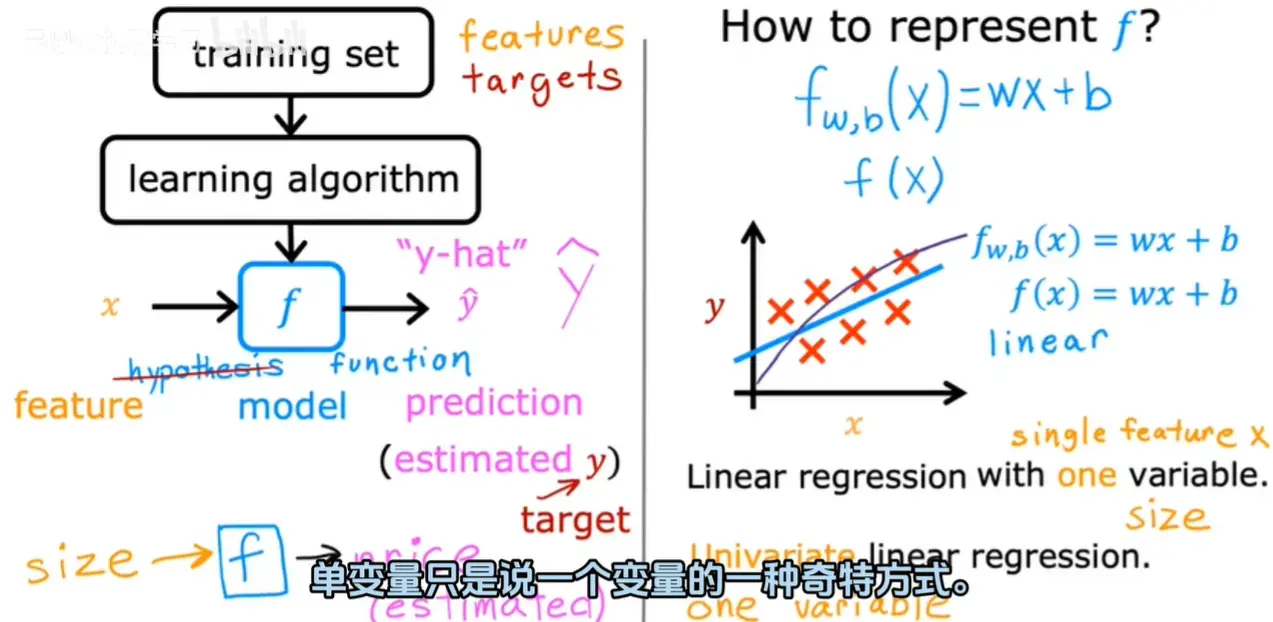 training set
features
targets
learning algorithm
"y-hat"
x
f
ŷ
ŷ
hypothesis
function
feature
model
prediction
(estimated y)
target
size
f
price
(estimated)
How to represent f?
f_{w,b}(x)=wx+b
f(x)
f_{w,b}(x) = wx + b
f(x) = wx + b
linear
y
x
single feature x
Linear regression with one variable.
size
Univariate linear regression.
one variable
单变量只是说一个变量的一种奇特方式。